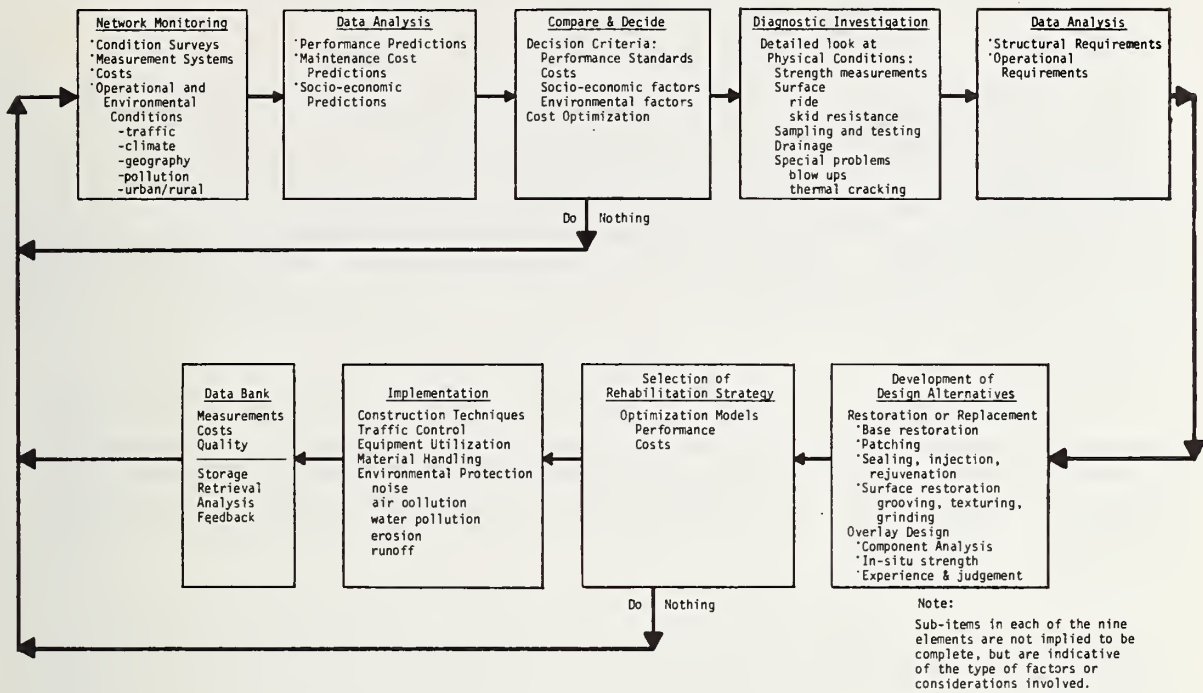 Network Monitoring
·Condition Surveys
·Measurement Systems
·Costs
·Operational and
Environmental
Conditions
-traffic
-climate
-geography
-pollution
-urban/rural
Data Analysis
·Performance Predictions
·Maintenance Cost
Predictions
·Socio-economic
Predictions
Compare & Decide
Decision Criteria:
Performance Standards
Costs
Socio-economic factors
Environmental factors
Cost Optimization
Do Nothing
Diagnostic Investigation
Detailed look at
Physical Conditions:
Strength measurements
Surface
ride
skid resistance
Sampling and testing
Drainage
Special problems
blow ups
thermal cracking
Data Analysis
·Structural Requirements
·Operational
Requirements
Data Bank
Measurements
Costs
Quality
Storage
Retrieval
Analysis
Feedback
Implementation
Construction Techniques
Traffic Control
Equipment Utilization
Material Handling
Environmental Protection
noise
air oollution
water pollution
erosion
runoff
Selection of
Rehabilitation Strategy
Optimization Models
Performance
Costs
Do Nothing
Development of
Design Alternatives
Restoration or Replacement
·Base restoration
·Patching
·Sealing, injection,
rejuvenation
·Surface restoration
grooving, texturing,
grinding
Overlay Design
·Component Analysis
·In-situ strength
·Experience & judgement
Note:
Sub-items in each of the nine
elements are not implied to be
complete, but are indicative
of the type of factors or
considerations involved.